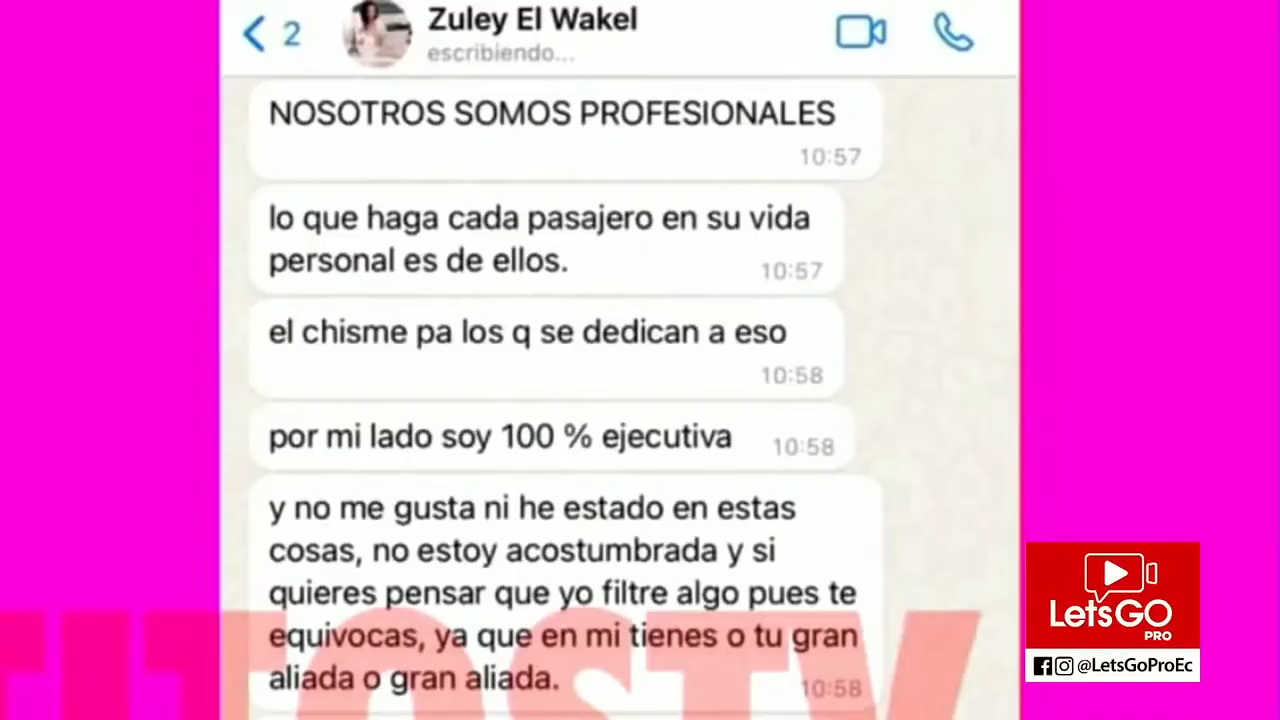 2
Zuley El Wakel
escribiendo...
NOSOTROS SOMOS PROFESIONALES
10:57
lo que haga cada pasajero en su vida
personal es de ellos.
10:57
el chisme pa los q se dedican a eso
10:58
por mi lado soy 100 % ejecutiva
10:58
y no me gusta ni he estado en estas
cosas, no estoy acostumbrada y si
quieres pensar que yo filtre algo pues te
equivocas, ya que en mi tienes o tu gran
aliada o gran aliada.
10:58
LetsGO
PRO
@LetsGoProEc